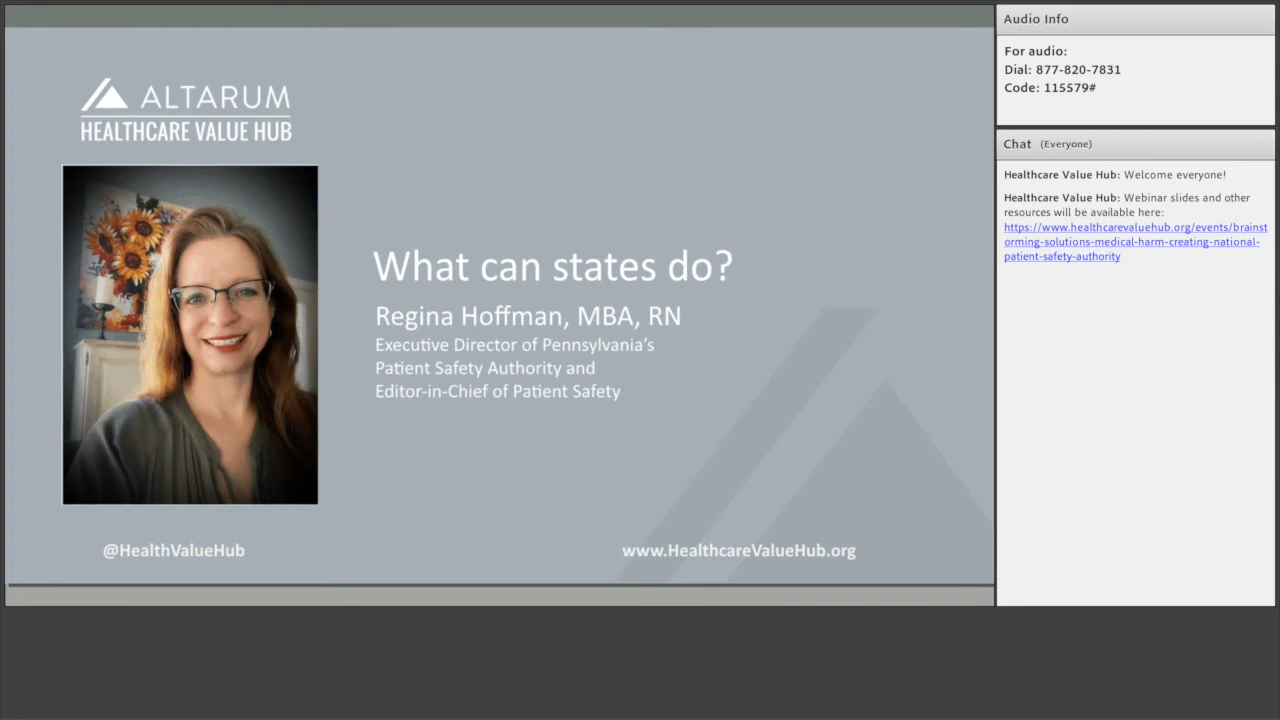 ALTARUM
HEALTHCARE VALUE HUB
What can states do?
Regina Hoffman, MBA, RN
Executive Director of Pennsylvania's
Patient Safety Authority and
Editor-in-Chief of Patient Safety
@HealthValueHub
www.HealthcareValueHub.org
Audio Info
For audio:
Dial: 877-820-7831
Code: 115579#
Chat (Everyone)
Healthcare Value Hub: Welcome everyone!
Healthcare Value Hub: Webinar slides and other
resources will be available here:
https://www.healthcarevaluehub.org/events/brainst
orming-solutions-medical-harm-creating-national-
patient-safety-authority